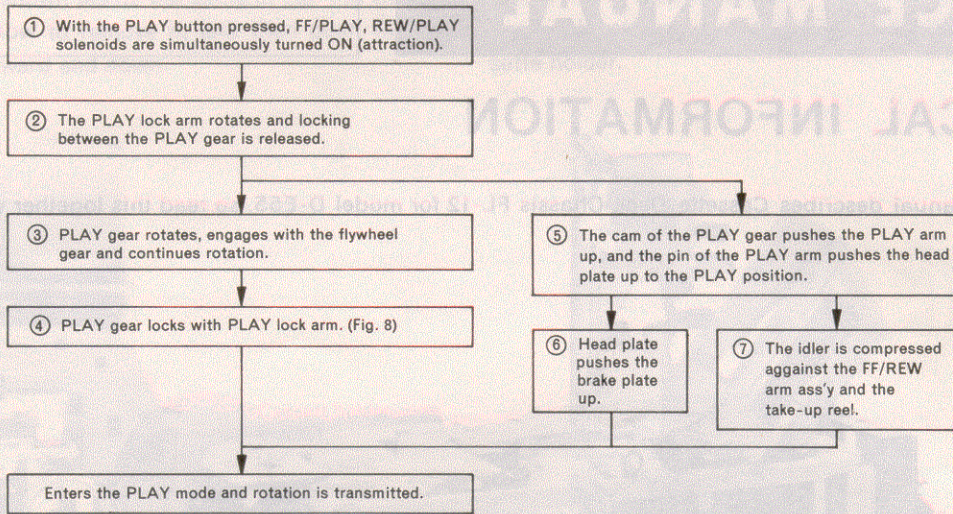 ① With the PLAY button pressed, FF/PLAY, REW/PLAY
solenoids are simultaneously turned ON (attraction).
② The PLAY lock arm rotates and locking
between the PLAY gear is released.
③ PLAY gear rotates, engages with the flywheel
gear and continues rotation.
④ PLAY gear locks with PLAY lock arm. (Fig. 8)
⑤ The cam of the PLAY gear pushes the PLAY arm
up, and the pin of the PLAY arm pushes the head
plate up to the PLAY position.
⑥ Head plate
pushes the
brake plate
up.
⑦ The idler is compressed
aggainst the FF/REW
arm ass'y and the
take-up reel.
Enters the PLAY mode and rotation is transmitted.